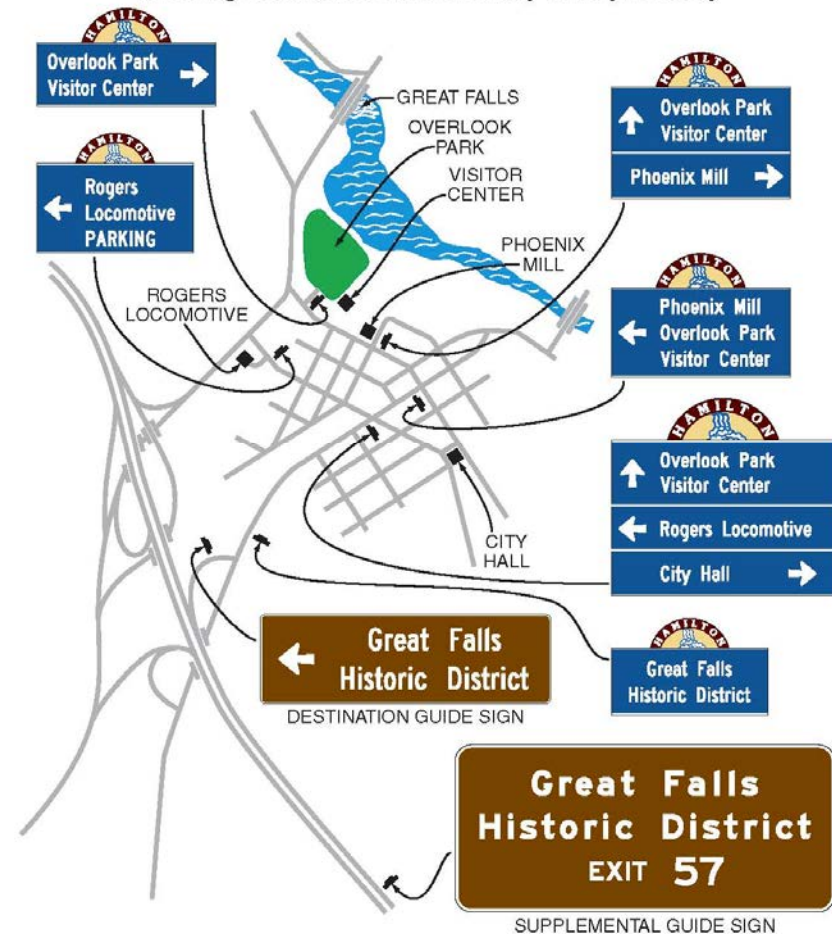 HAMILTON
Overlook Park
Visitor Center
HAMILTON
Rogers
Locomotive
PARKING
GREAT FALLS
OVERLOOK
PARK
VISITOR
CENTER
PHOENIX
MILL
ROGERS
LOCOMOTIVE
CITY
HALL
HAMILTON
Overlook Park
Visitor Center
Phoenix Mill
HAMILTON
Phoenix Mill
Overlook Park
Visitor Center
HAMILTON
Overlook Park
Visitor Center
Rogers Locomotive
City Hall
HAMILTON
Great Falls
Historic District
Great Falls
Historic District
DESTINATION GUIDE SIGN
Great Falls
Historic District
EXIT 57
SUPPLEMENTAL GUIDE SIGN